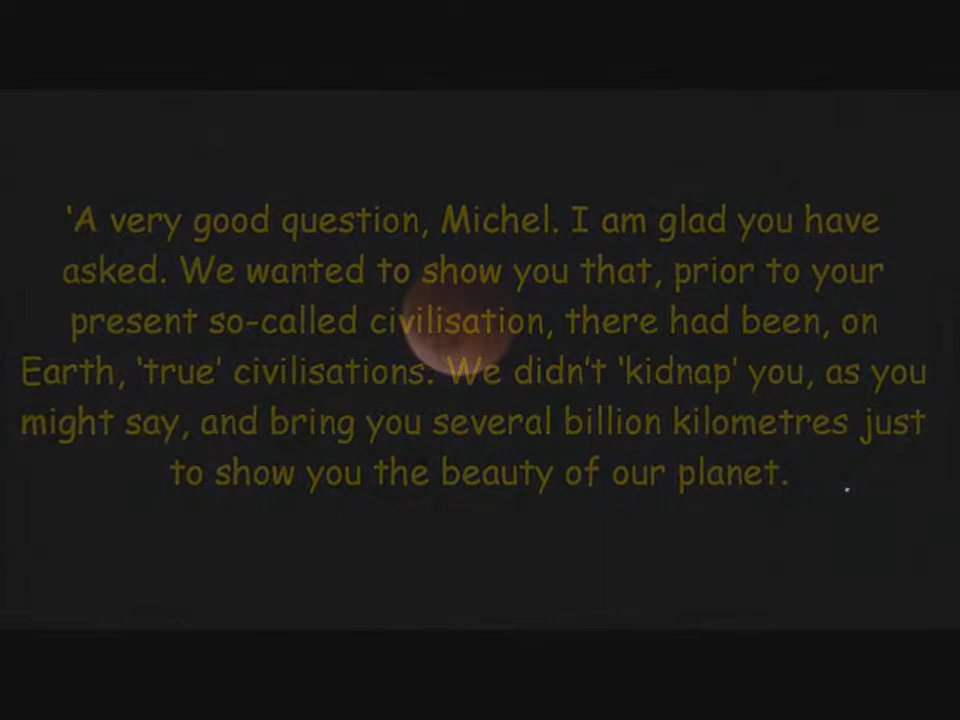 ‘A very good question, Michel. I am glad you have
asked. We wanted to show you that, prior to your
present so-called civilisation, there had been, on
Earth, ‘true’ civilisations. We didn’t ‘kidnap’ you, as you
might say, and bring you several billion kilometres just
to show you the beauty of our planet.